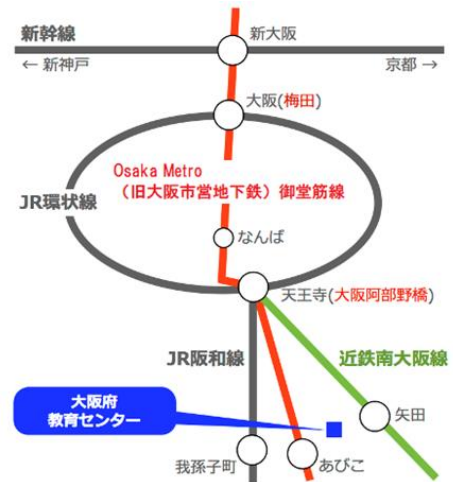 新幹線
新大阪
← 新神戸
京都 →
大阪(梅田)
Osaka Metro
（旧大阪市営地下鉄）御堂筋線
JR環状線
なんば
天王寺(大阪阿部野橋)
JR阪和線
近鉄南大阪線
大阪府
教育センター
矢田
我孫子町
あびこ